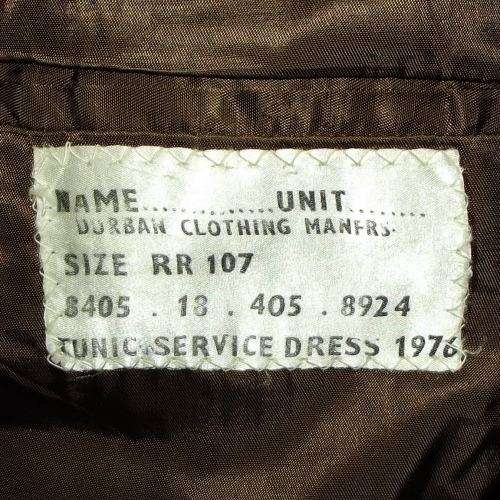 NAME.............UNIT........
DURBAN CLOTHING MANFRS.
SIZE RR 107
8405 . 18 . 405 . 8924
TUNIC SERVICE DRESS 1976